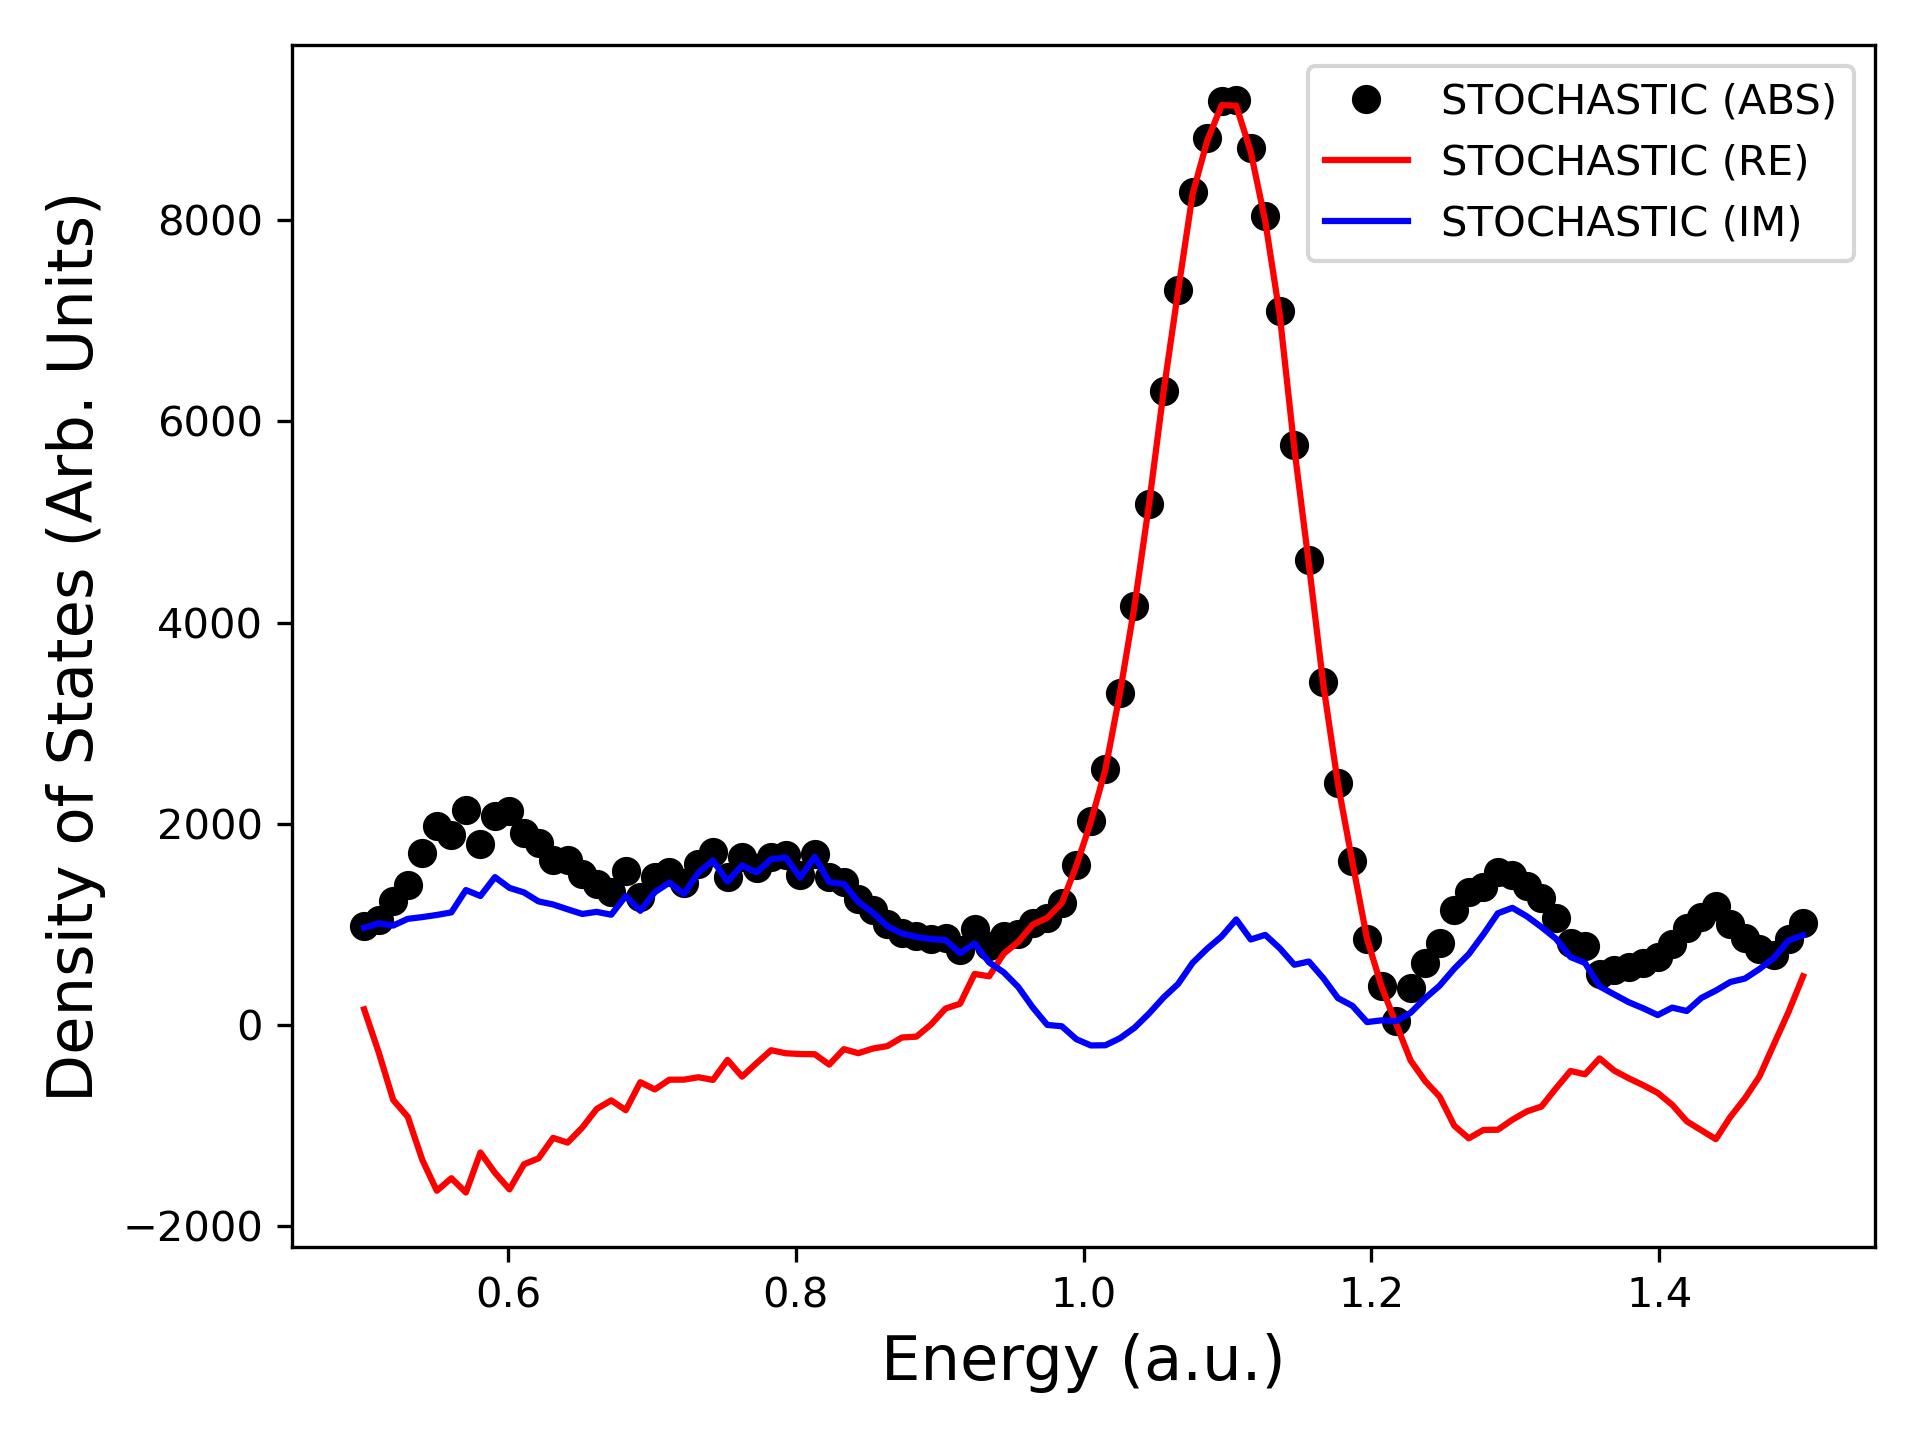 STOCHASTIC (ABS)
STOCHASTIC (RE)
STOCHASTIC (IM)
Density of States (Arb. Units)
8000
6000
4000
2000
0
−2000
0.6 0.8 1.0 1.2 1.4
Energy (a.u.)